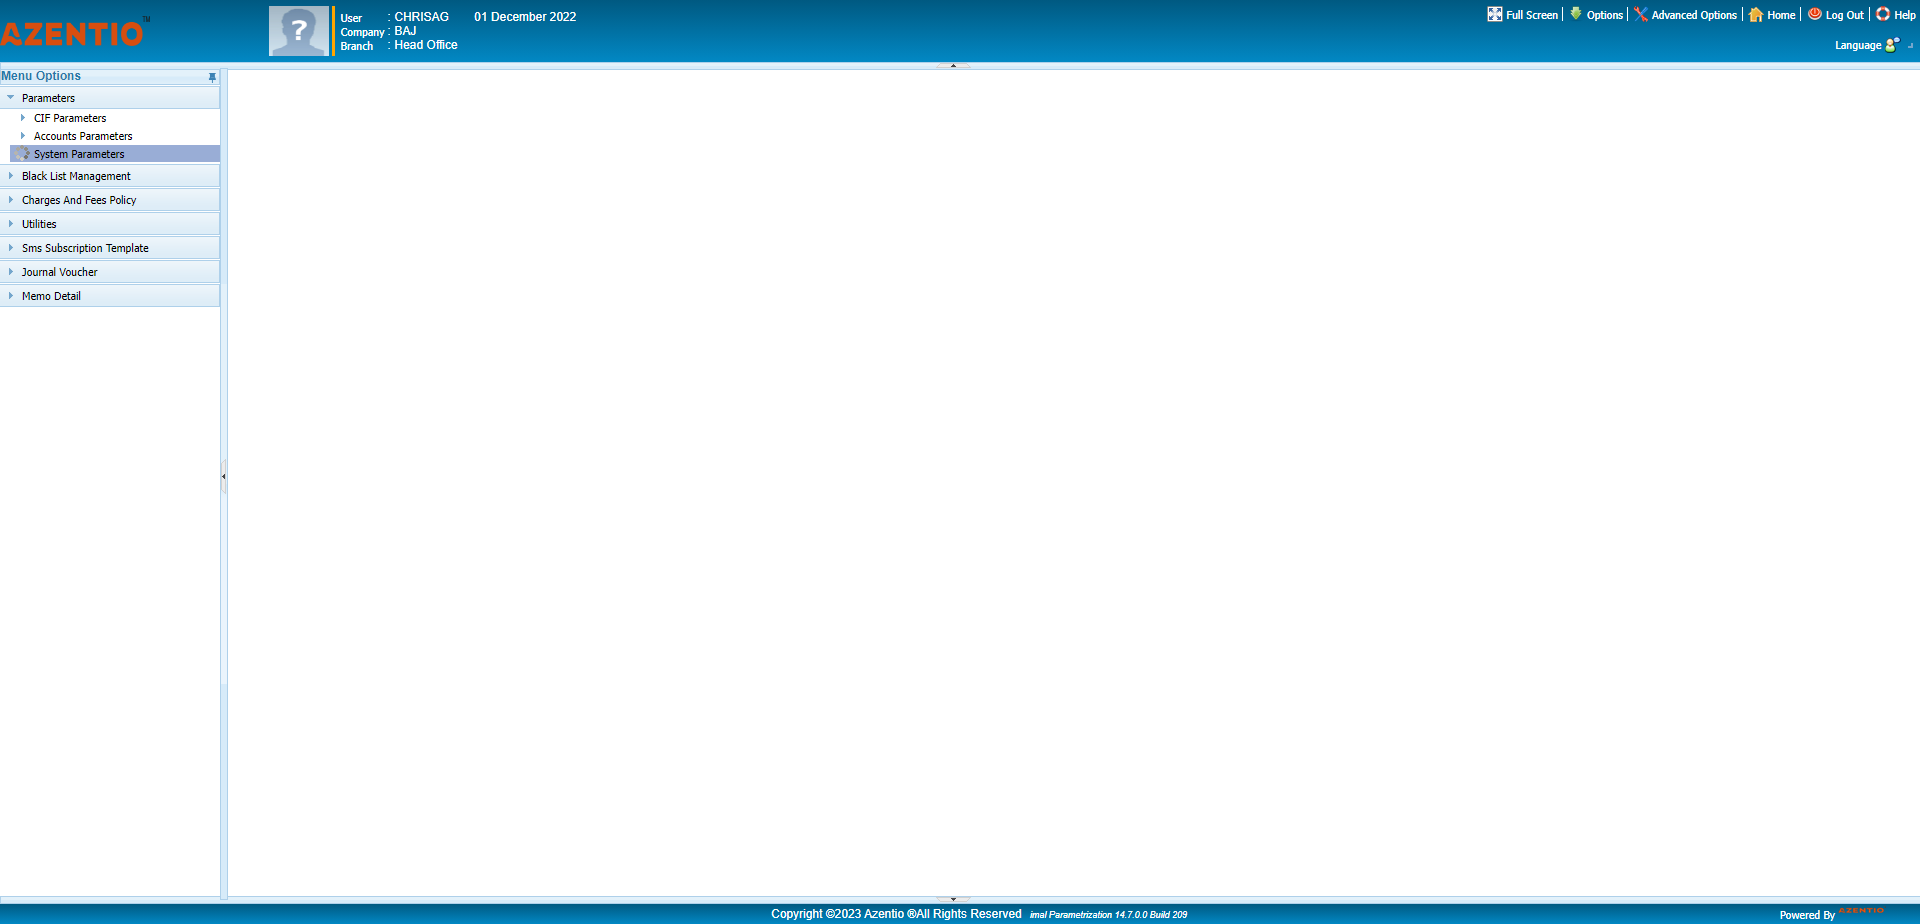 AZENTIO™
User : CHRISAG 01 December 2022
Company : BAJ
Branch : Head Office
Full Screen Options Advanced Options Home Log Out Help
Language
Menu Options
Parameters
CIF Parameters
Accounts Parameters
System Parameters
Black List Management
Charges And Fees Policy
Utilities
Sms Subscription Template
Journal Voucher
Memo Detail
Copyright ©2023 Azentio ®All Rights Reserved imal Parametrization 14.7.0.0 Build 209
Powered By AZENTIO